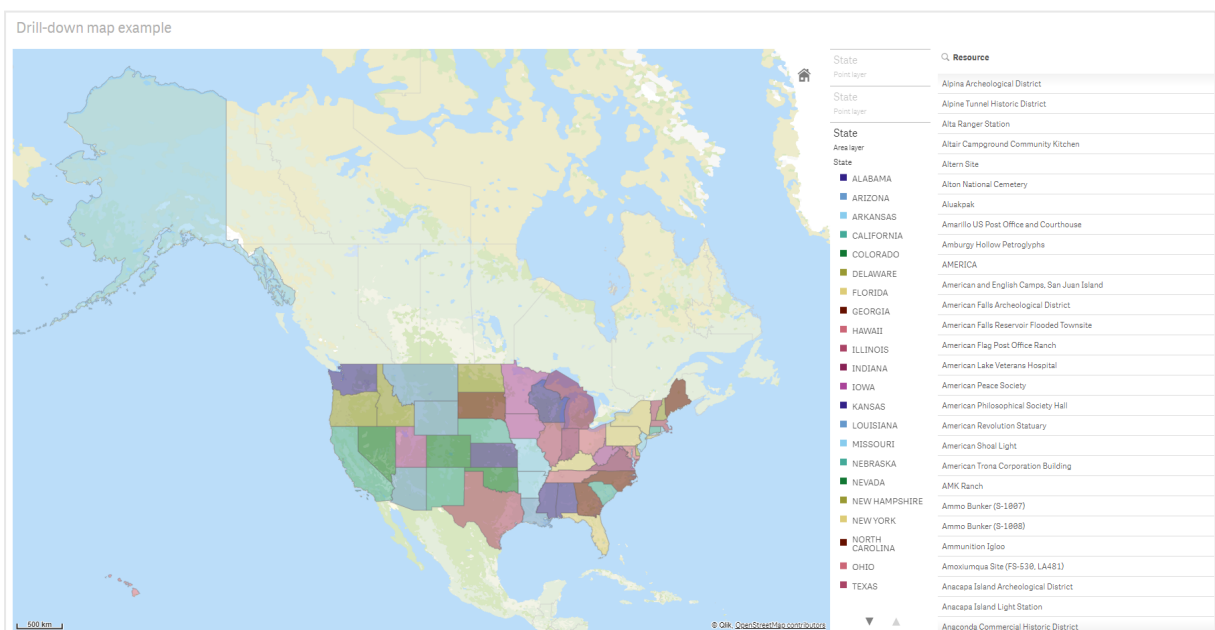 Drill-down map example
500 km
© Qlik, OpenStreetMap contributors
State
Point layer
State
Point layer
State
Area layer
State
ALABAMA
ARIZONA
ARKANSAS
CALIFORNIA
COLORADO
DELAWARE
FLORIDA
GEORGIA
HAWAII
ILLINOIS
INDIANA
IOWA
KANSAS
LOUISIANA
MISSOURI
NEBRASKA
NEVADA
NEW HAMPSHIRE
NEW YORK
NORTH
CAROLINA
OHIO
TEXAS
Resource
Alpina Archeological District
Alpine Tunnel Historic District
Alta Ranger Station
Altair Campground Community Kitchen
Altern Site
Alton National Cemetery
Aluakpak
Amarillo US Post Office and Courthouse
Amburgy Hollow Petroglyphs
AMERICA
American and English Camps, San Juan Island
American Falls Archeological District
American Falls Reservoir Flooded Townsite
American Flag Post Office Ranch
American Lake Veterans Hospital
American Peace Society
American Philosophical Society Hall
American Revolution Statuary
American Shoal Light
American Trona Corporation Building
AMK Ranch
Ammo Bunker (S-1007)
Ammo Bunker (S-1008)
Ammunition Igloo
Amoxiumqua Site (FS-530, LA481)
Anacapa Island Archeological District
Anacapa Island Light Station
Anaconda Commercial Historic District